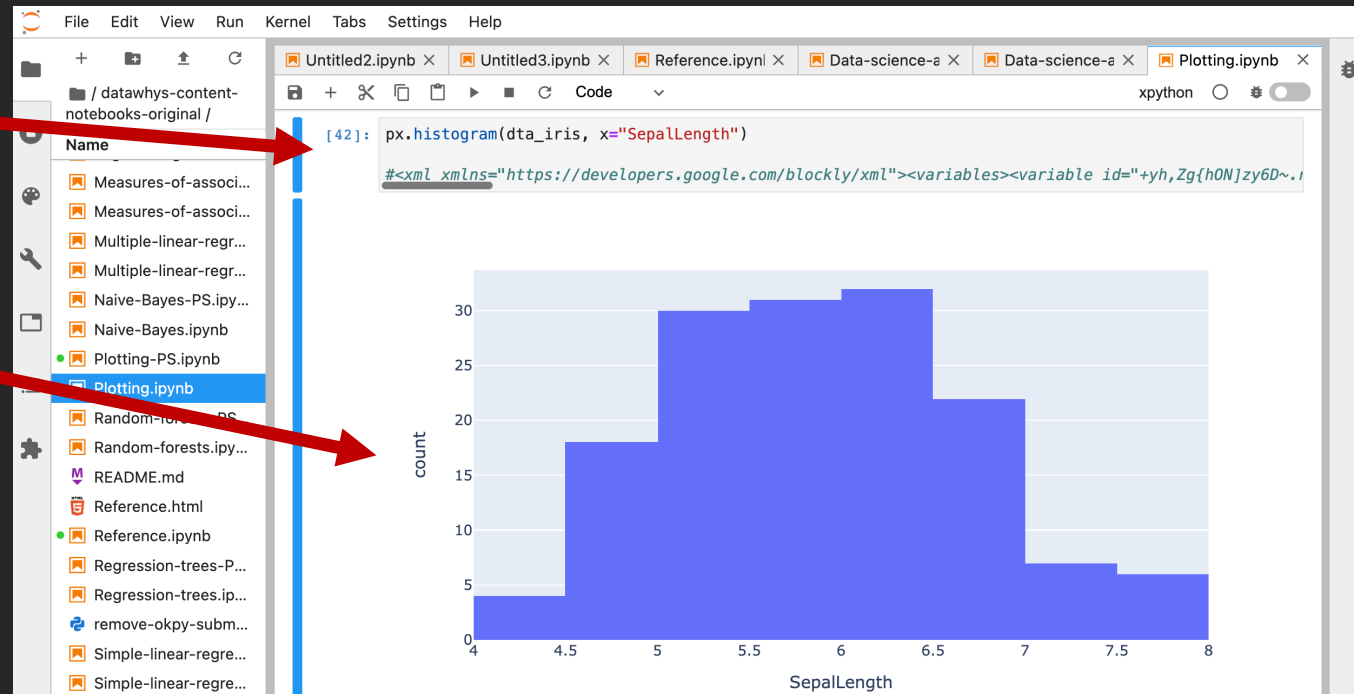 File Edit View Run Kernel Tabs Settings Help
Untitled2.ipynb
Untitled3.ipynb
Reference.ipynl
Data-science-a
Data-science-a
Plotting.ipynb
/ datawhys-content-
notebooks-original /
Code
xpython
Name
Measures-of-associ...
Measures-of-associ...
Multiple-linear-regr...
Multiple-linear-regr...
Naive-Bayes-PS.ipy...
Naive-Bayes.ipynb
Plotting-PS.ipynb
Plotting.ipynb
Random-forests-PS...
Random-forests.ipy...
README.md
Reference.html
Reference.ipynb
Regression-trees-P...
Regression-trees.ip...
remove-okpy-subm...
Simple-linear-regre...
Simple-linear-regre...
[42]: px.histogram(dta_iris, x="SepalLength")
#<xml xmlns="https://developers.google.com/blockly/xml"><variables><variable id="+yh,Zg{hON]zy6D~.
count
30
25
20
15
10
5
0
4 4.5 5 5.5 6 6.5 7 7.5 8
SepalLength